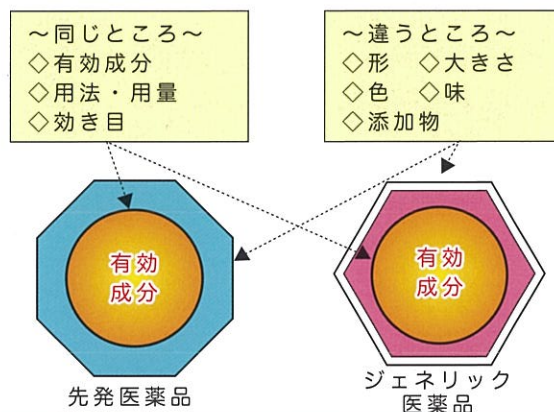 ～同じところ～
◇有効成分
◇用法・用量
◇効き目
～違うところ～
◇形　◇大きさ
◇色　◇味
◇添加物
有効
成分
有効
成分
先発医薬品
ジェネリック
医薬品